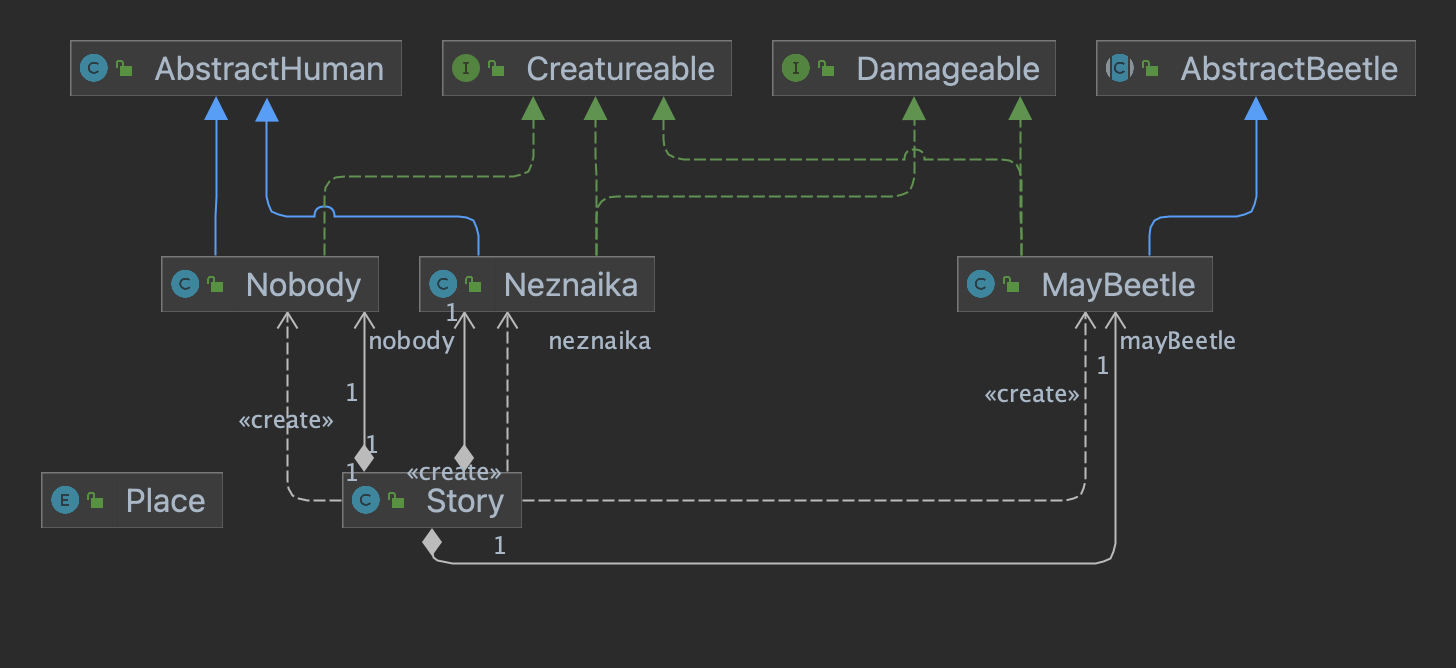 C AbstractHuman
I Creatureable
I Damageable
C AbstractBeetle
C Nobody
C Neznaika
C MayBeetle
1
nobody
neznaika
mayBeetle
1
1
«create»
«create»
1
1
«create»
E Place
C Story
1